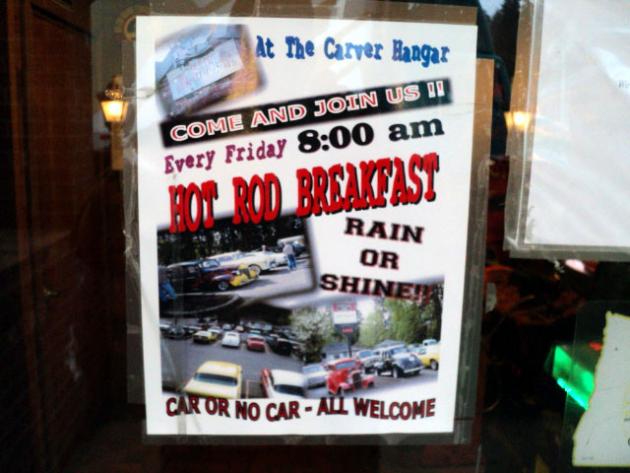 At The Carver Hangar
COME AND JOIN US !!
Every Friday 8:00 am
HOT ROD BREAKFAST
RAIN
OR
SHINE!!
CAR OR NO CAR - ALL WELCOME